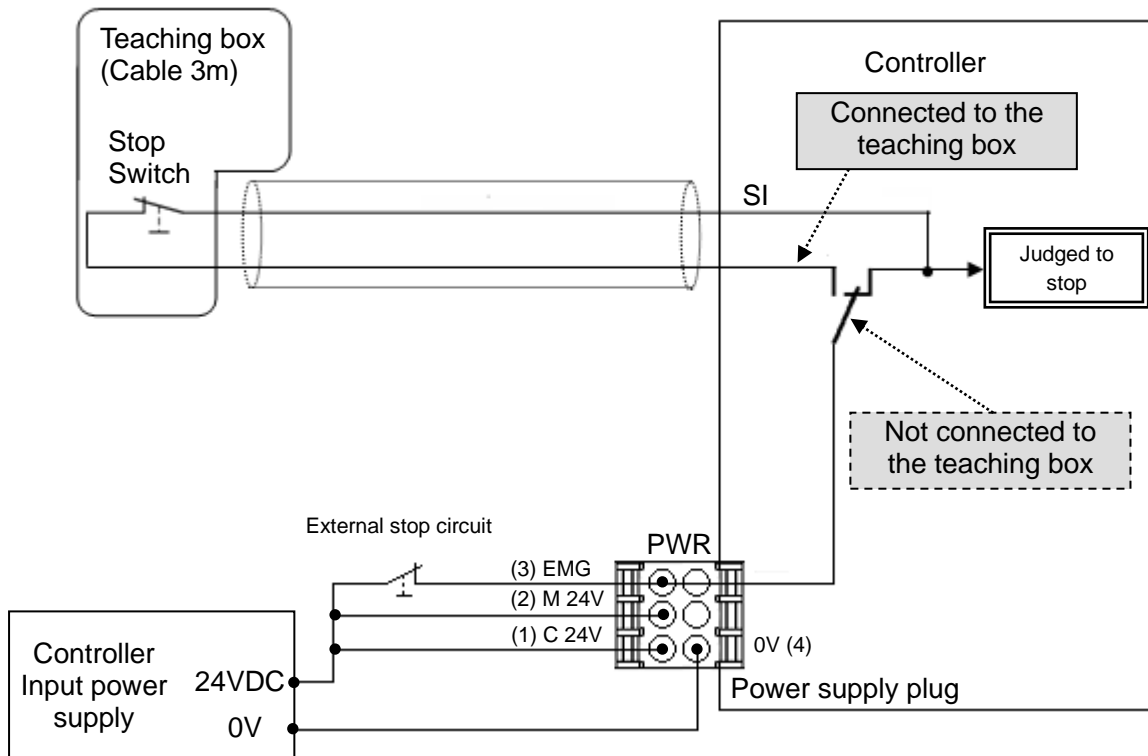 Teaching box
(Cable 3m)
Controller
Connected to the
teaching box
Stop
Switch
SI
Judged to
stop
Not connected to
the teaching box
External stop circuit
PWR
(3) EMG
(2) M 24V
(1) C 24V
0V (4)
Controller
Input power
supply
24VDC
0V
Power supply plug